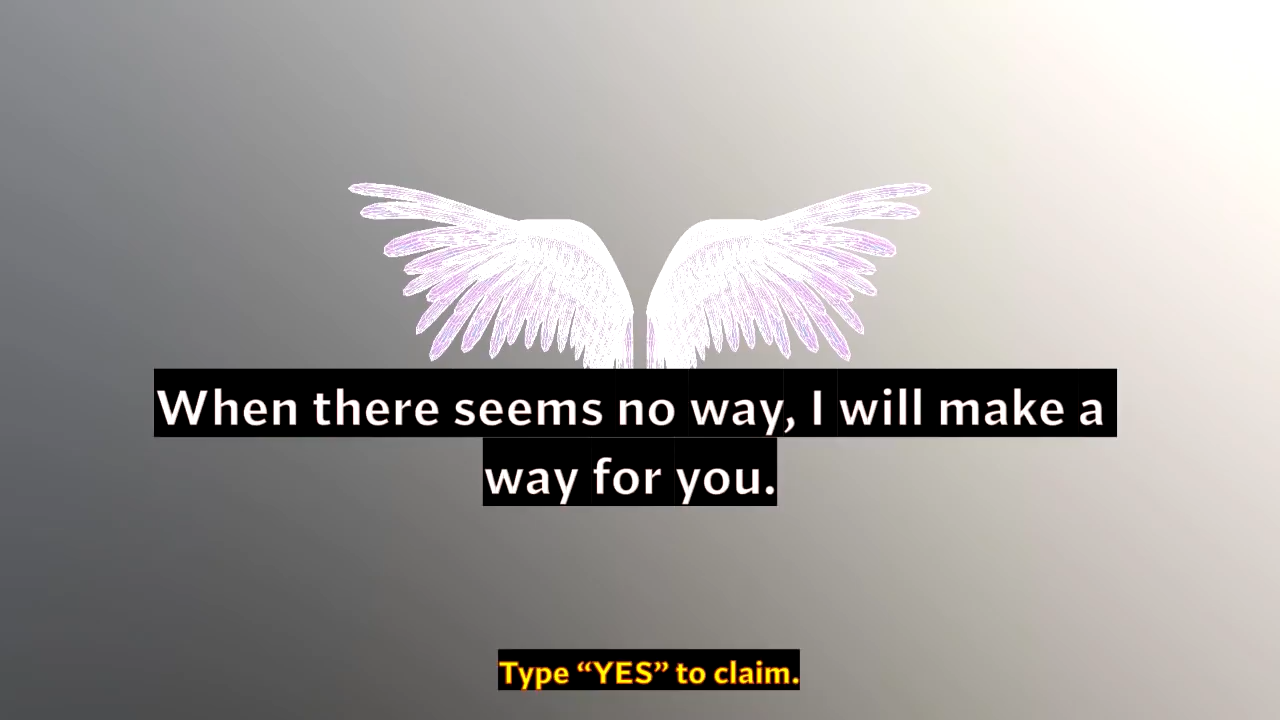 When there seems no way, I will make a
way for you.
Type “YES” to claim.